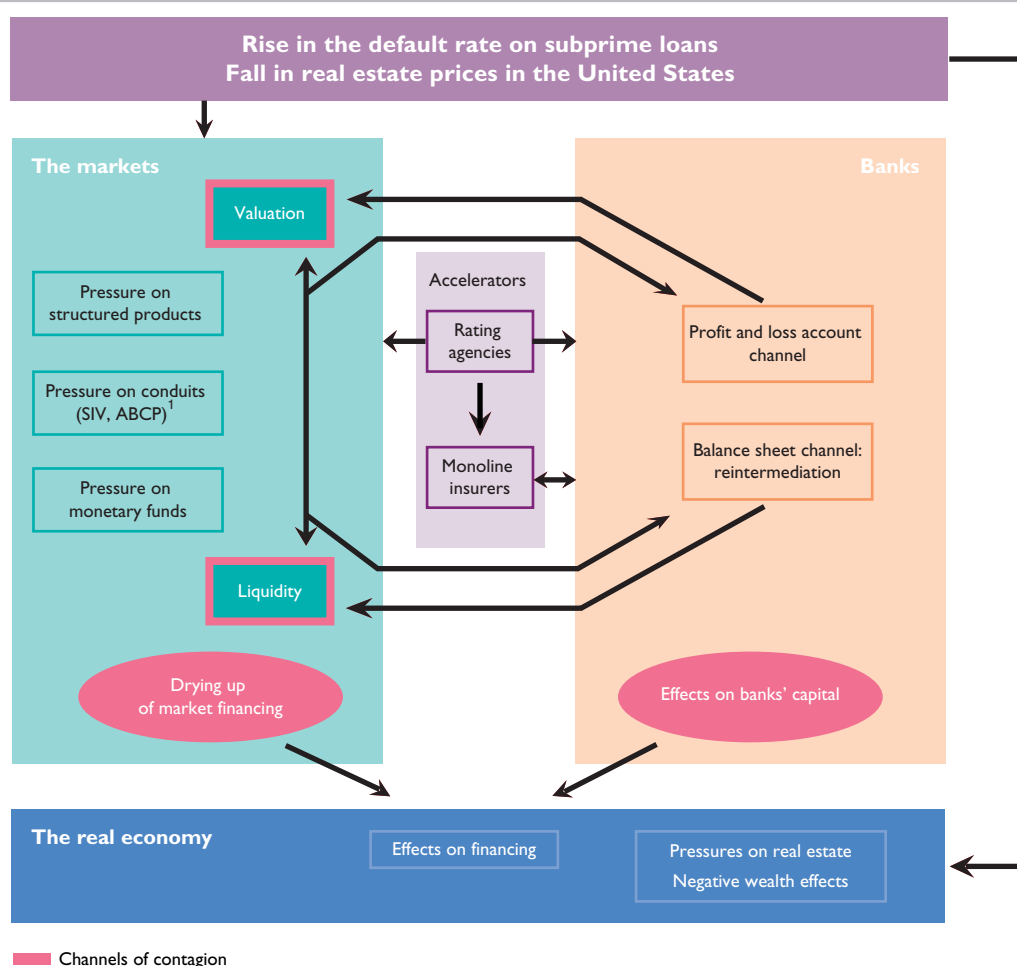 Rise in the default rate on subprime loans
Fall in real estate prices in the United States
The markets
Banks
Valuation
Accelerators
Pressure on
structured products
Rating
agencies
Profit and loss account
channel
Pressure on conduits
(SIV, ABCP)1
Monoline
insurers
Balance sheet channel:
reintermediation
Pressure on
monetary funds
Liquidity
Drying up
of market financing
Effects on banks' capital
The real economy
Effects on financing
Pressures on real estate
Negative wealth effects
Channels of contagion